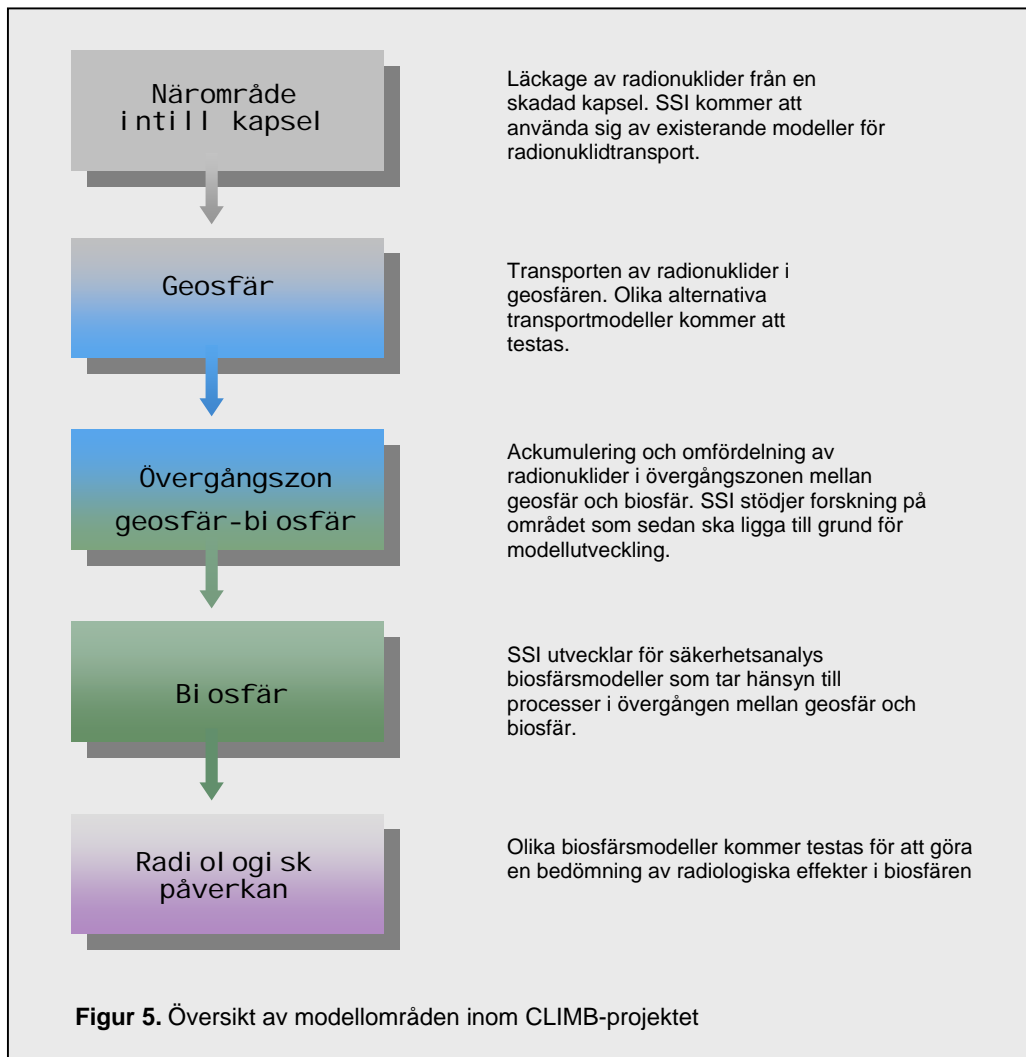 Närområde
intill kapsel
Läckage av radionuklider från en
skadad kapsel. SSI kommer att
använda sig av existerande modeller för
radionuklidtransport.
Geosfär
Transporten av radionuklider i
geosfären. Olika alternativa
transportmodeller kommer att
testas.
Övergångszon
geosfär-biosfär
Ackumulering och omfördelning av
radionuklider i övergångszonen mellan
geosfär och biosfär. SSI stödjer forskning på
området som sedan ska ligga till grund för
modellutveckling.
Biosfär
SSI utvecklar för säkerhetsanalys
biosfärsmodeller som tar hänsyn till
processer i övergången mellan geosfär och
biosfär.
Radiologisk
påverkan
Olika biosfärsmodeller kommer testas för att göra
en bedömning av radiologiska effekter i biosfären
Figur 5. Översikt av modellområden inom CLIMB-projektet